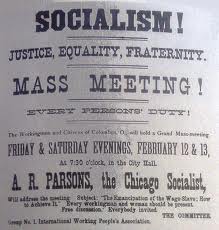 SOCIALISM!
JUSTICE, EQUALITY, FRATERNITY.
MASS MEETING!
EVERY PERSONS' DUTY!
The Workingmen and Citizens of Columbus, O., will hold a Grand Mass-meeting
FRIDAY & SATURDAY EVENINGS, FEBRUARY 12 & 13,
At 7:30 o'clock, in the City Hall.
A. R. PARSONS, the Chicago Socialist,
Will address the meeting. Subject: "The Emancipation of the Wage-Slave; How
to Achieve it." Every workingman and woman should be present.
Free discussion. Everybody invited.
THE COMMITTEE.
Group No. 1, International Working People's Association.